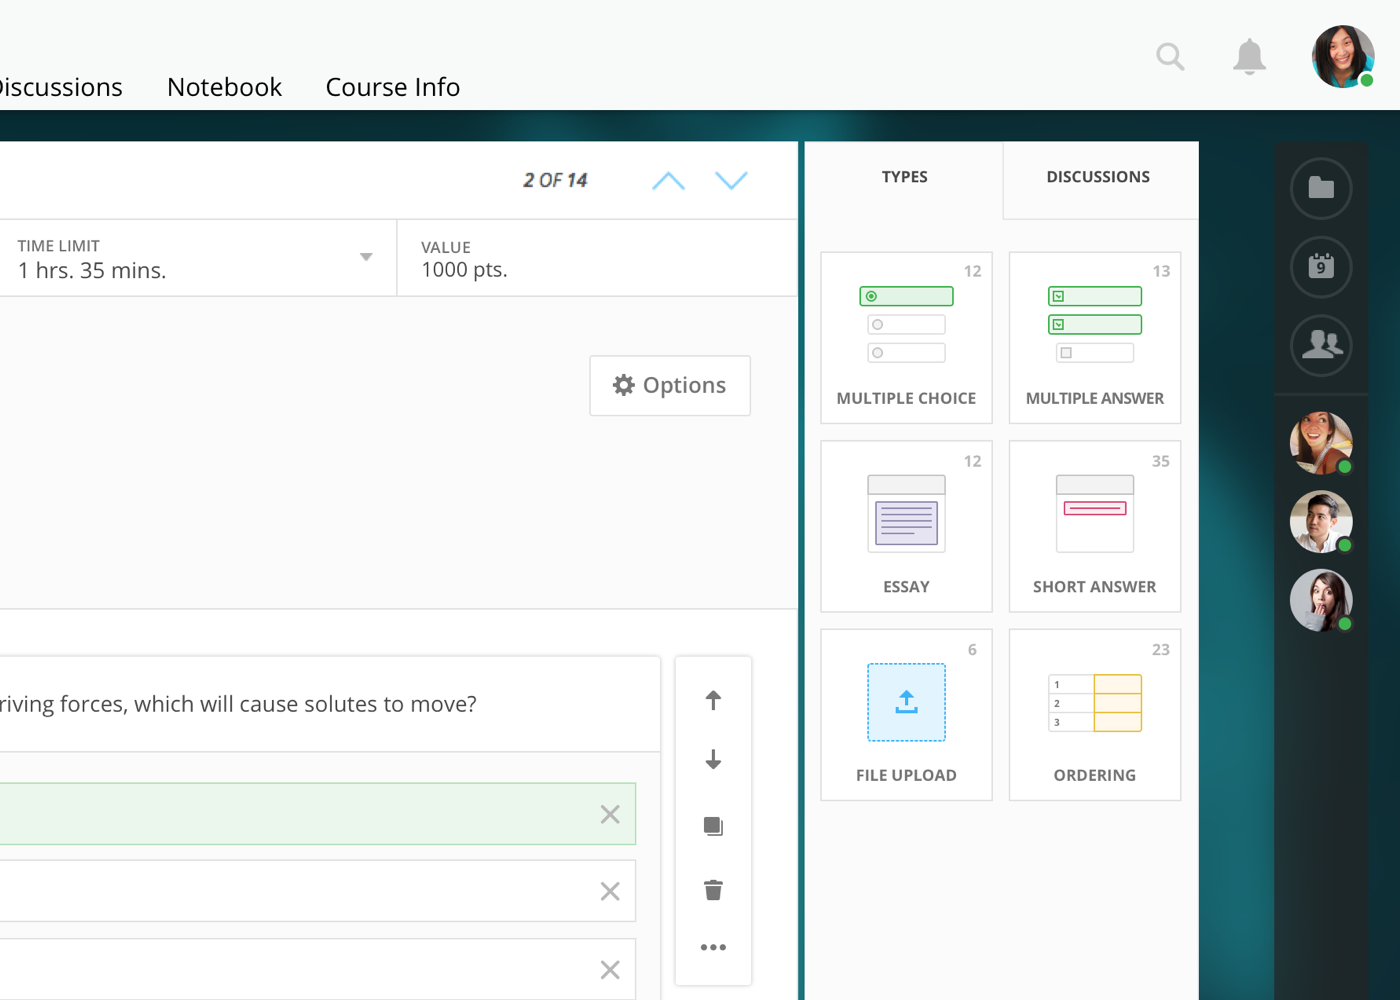 Discussions Notebook Course Info
2 OF 14
TIME LIMIT
1 hrs. 35 mins.
VALUE
1000 pts.
Options
riving forces, which will cause solutes to move?
TYPES DISCUSSIONS
12
MULTIPLE CHOICE
13
MULTIPLE ANSWER
12
ESSAY
35
SHORT ANSWER
6
FILE UPLOAD
23
1
2
3
ORDERING
9